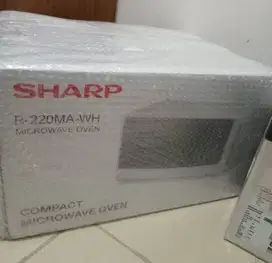 SHARP
R-220MA-WH
MICROWAVE OVEN
COMPACT
MICROWAVE OVEN